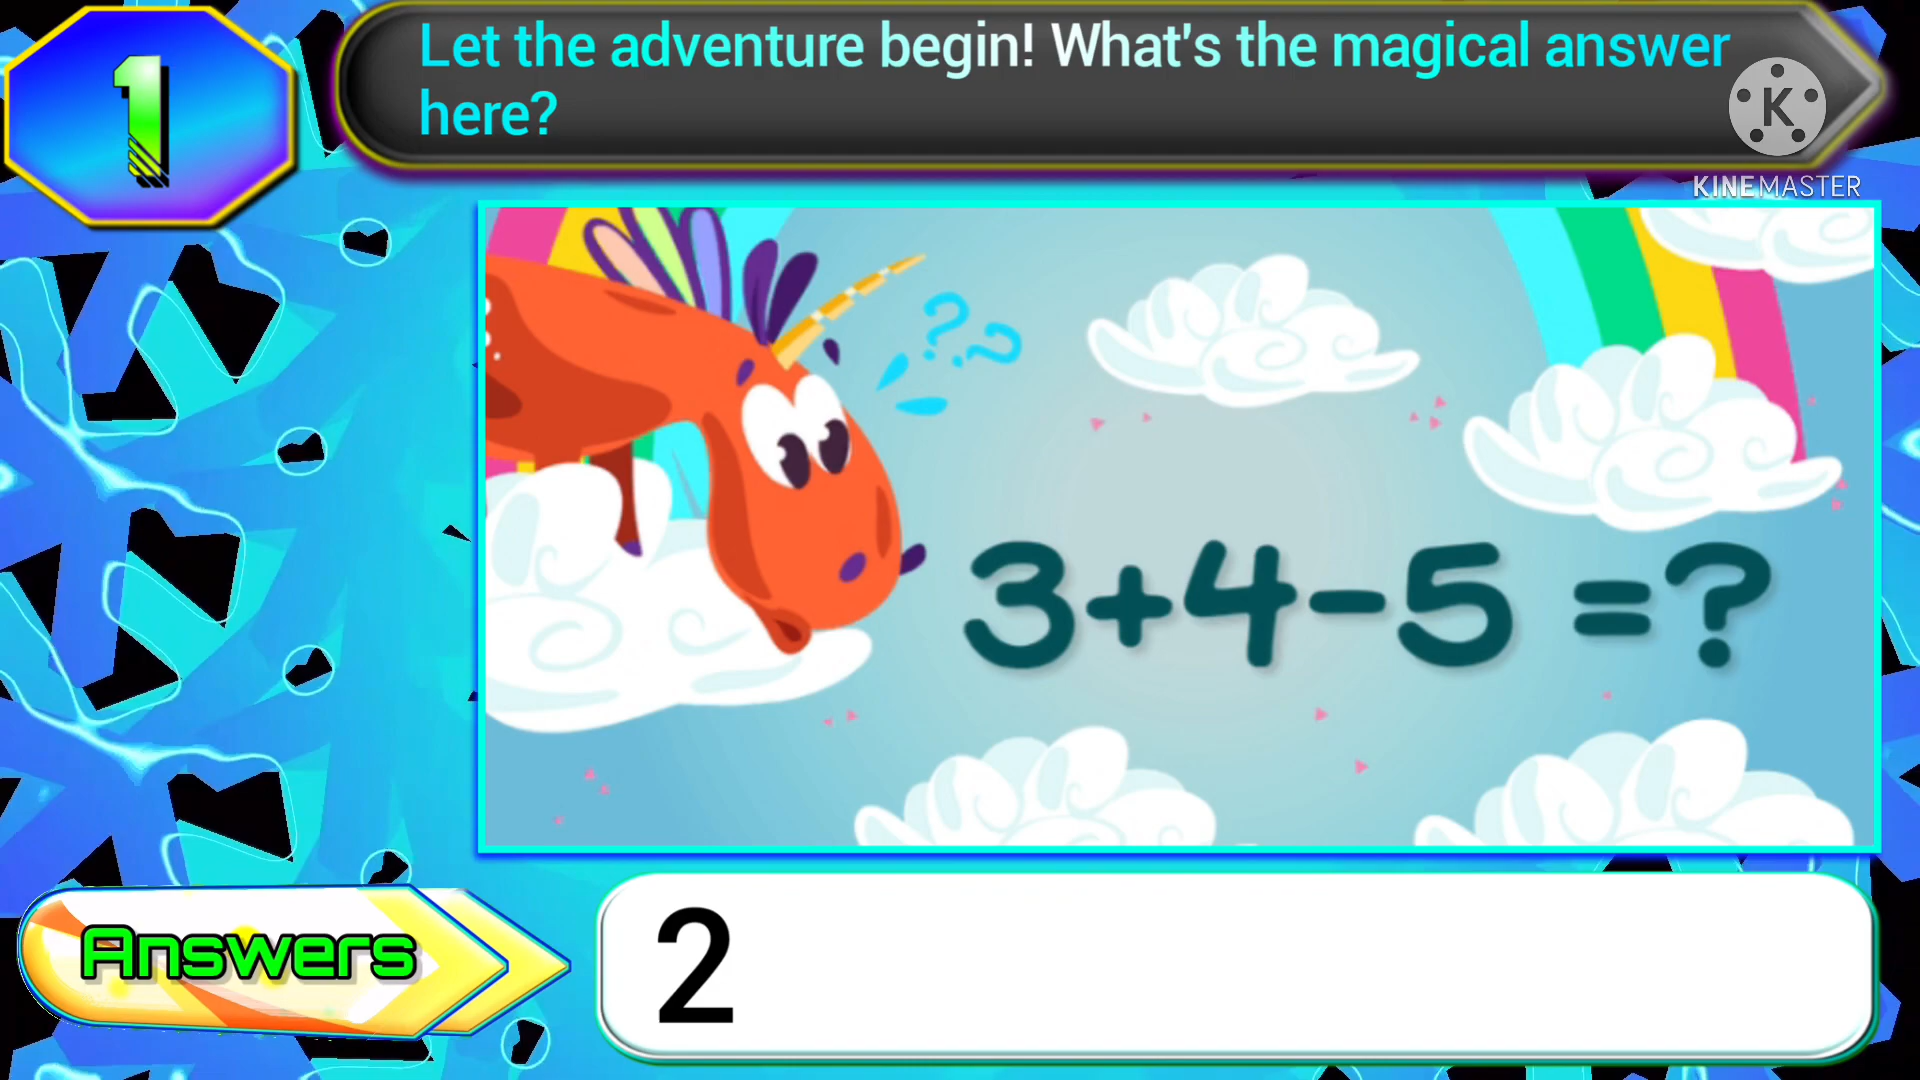 1
Let the adventure begin! What's the magical answer
here?
K
KINEMASTER
??
3+4-5 =?
Answers
2